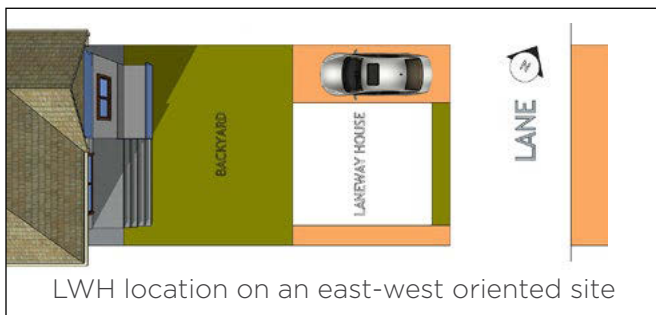 BACKYARD
LANEWAY HOUSE
LANE
N
LWH location on an east-west oriented site